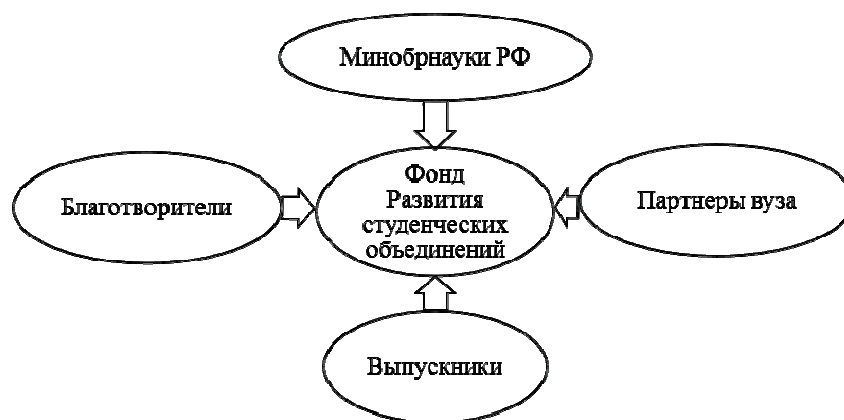 Минобрнауки РФ
Благотворители
Фонд
Развития
студенческих
объединений
Партнеры вуза
Выпускники